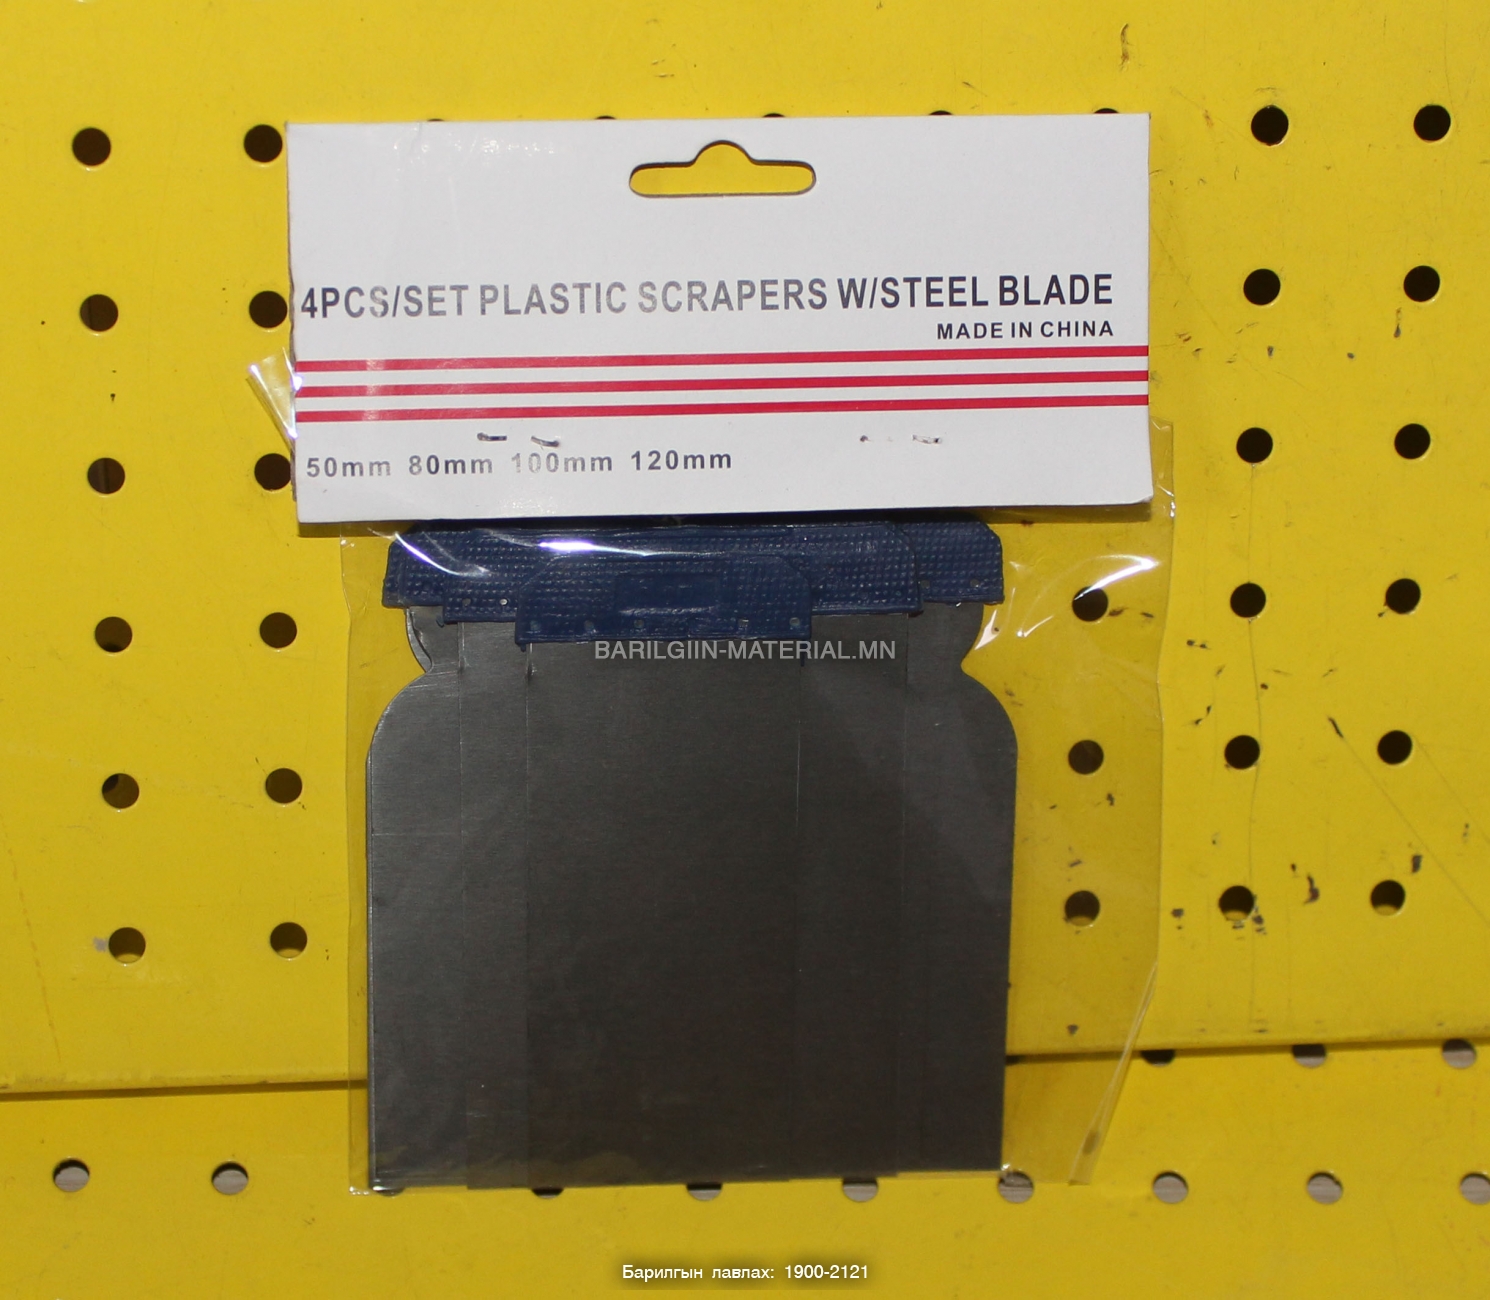 4PCS/SET PLASTIC SCRAPERS W/STEEL BLADE
MADE IN CHINA
50mm 80mm 100mm 120mm
BARILGIIN-MATERIAL.MN
Барилгын лавлах: 1900-2121